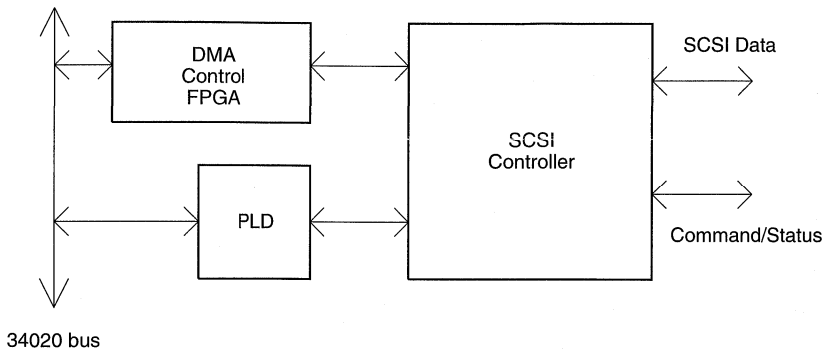 DMA
Control
FPGA
SCSI Data
SCSI
Controller
PLD
Command/Status
34020 bus